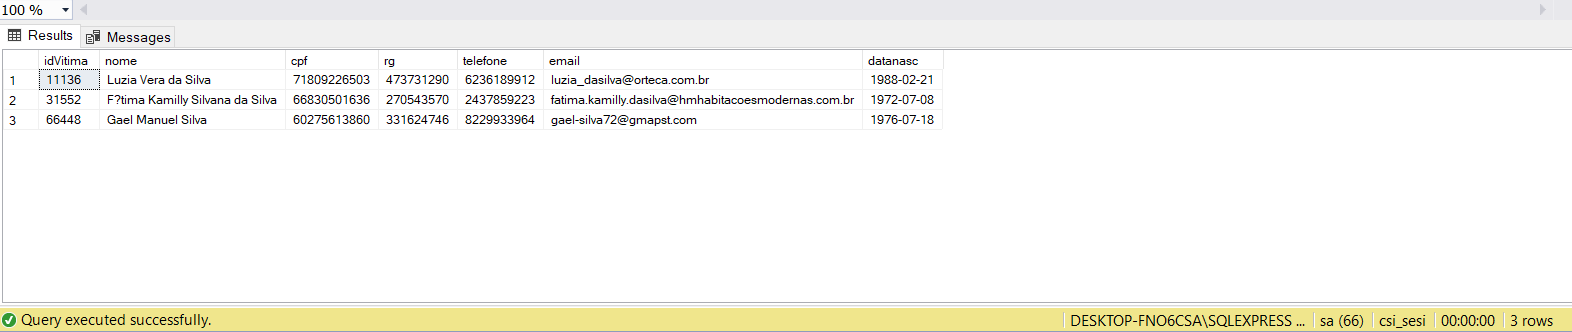 100 %
Results Messages
idVitima nome cpf rg telefone email datanasc
1 11136 Luzia Vera da Silva 71809226503 473731290 6236189912 luzia_dasilva@orteca.com.br 1988-02-21
2 31552 F?tima Kamilly Silvana da Silva 66830501636 270543570 2437859223 fatima.kamilly.dasilva@hmhabitacoesmodernas.com.br 1972-07-08
3 66448 Gael Manuel Silva 60275613860 331624746 8229933964 gael-silva72@gmapst.com 1976-07-18
Query executed successfully. DESKTOP-FNO6CSA\SQLEXPRESS ... sa (66) csi_sesi 00:00:00 3 rows